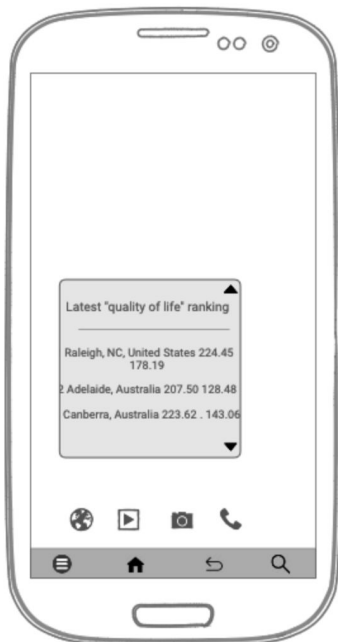 Latest "quality of life" ranking
Raleigh, NC, United States 224.45
178.19
2 Adelaide, Australia 207.50 128.48
Canberra, Australia 223.62 . 143.06